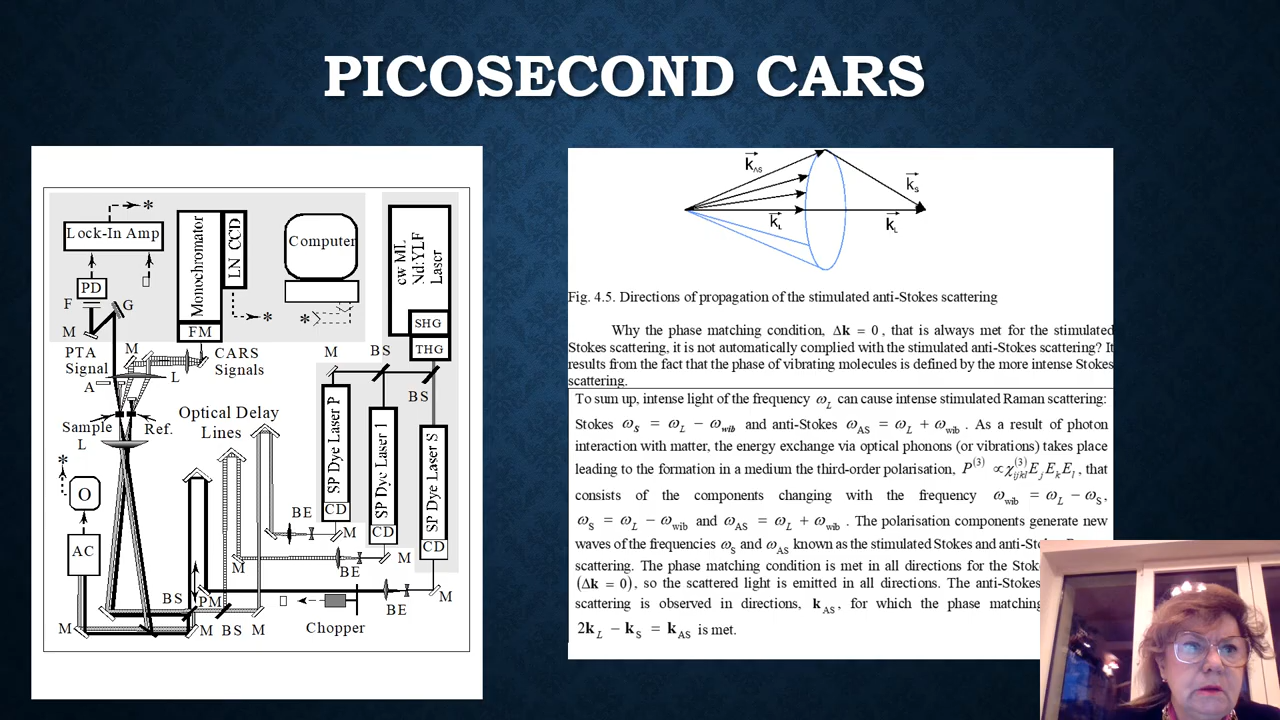 PICOSECOND CARS
Lock-In Amp
Monochromator
LN CCD
Computer
cw ML
Nd:YLF
Laser
SHG
THG
PD
F
G
M
FM
PTA
Signal
M
A
L
CARS
Signals
M
BS
BS
Optical Delay
Lines
Sample
L
Ref.
SP Dye Laser P
SP Dye Laser 1
SP Dye Laser S
CD
CD
CD
O
AC
BE
M
M
BE
M
BE
M
BS
PM
M
M
BS
M
Chopper
k_AS
k_S
k_L
k_L
Fig. 4.5. Directions of propagation of the stimulated anti-Stokes scattering
Why the phase matching condition, Δk = 0, that is always met for the stimulated
Stokes scattering, it is not automatically complied with the stimulated anti-Stokes scattering? It
results from the fact that the phase of vibrating molecules is defined by the more intense Stokes
scattering.
To sum up, intense light of the frequency ω_L can cause intense stimulated Raman scattering:
Stokes ω_S = ω_L − ω_wib and anti-Stokes ω_AS = ω_L + ω_wib. As a result of photon
interaction with matter, the energy exchange via optical phonons (or vibrations) takes place
leading to the formation in a medium the third-order polarisation, P^(3) ∝ χ^(3)_ijkl E_j E_k E_l, that
consists of the components changing with the frequency ω_wib = ω_L − ω_S,
ω_S = ω_L − ω_wib and ω_AS = ω_L + ω_wib. The polarisation components generate new
waves of the frequencies ω_S and ω_AS known as the stimulated Stokes and
scattering. The phase matching condition is met in all directions for the
(Δk = 0), so the scattered light is emitted in all directions. The anti-Stokes
scattering is observed in directions, k_AS, for which the phase matching
2k_L − k_S = k_AS is met.